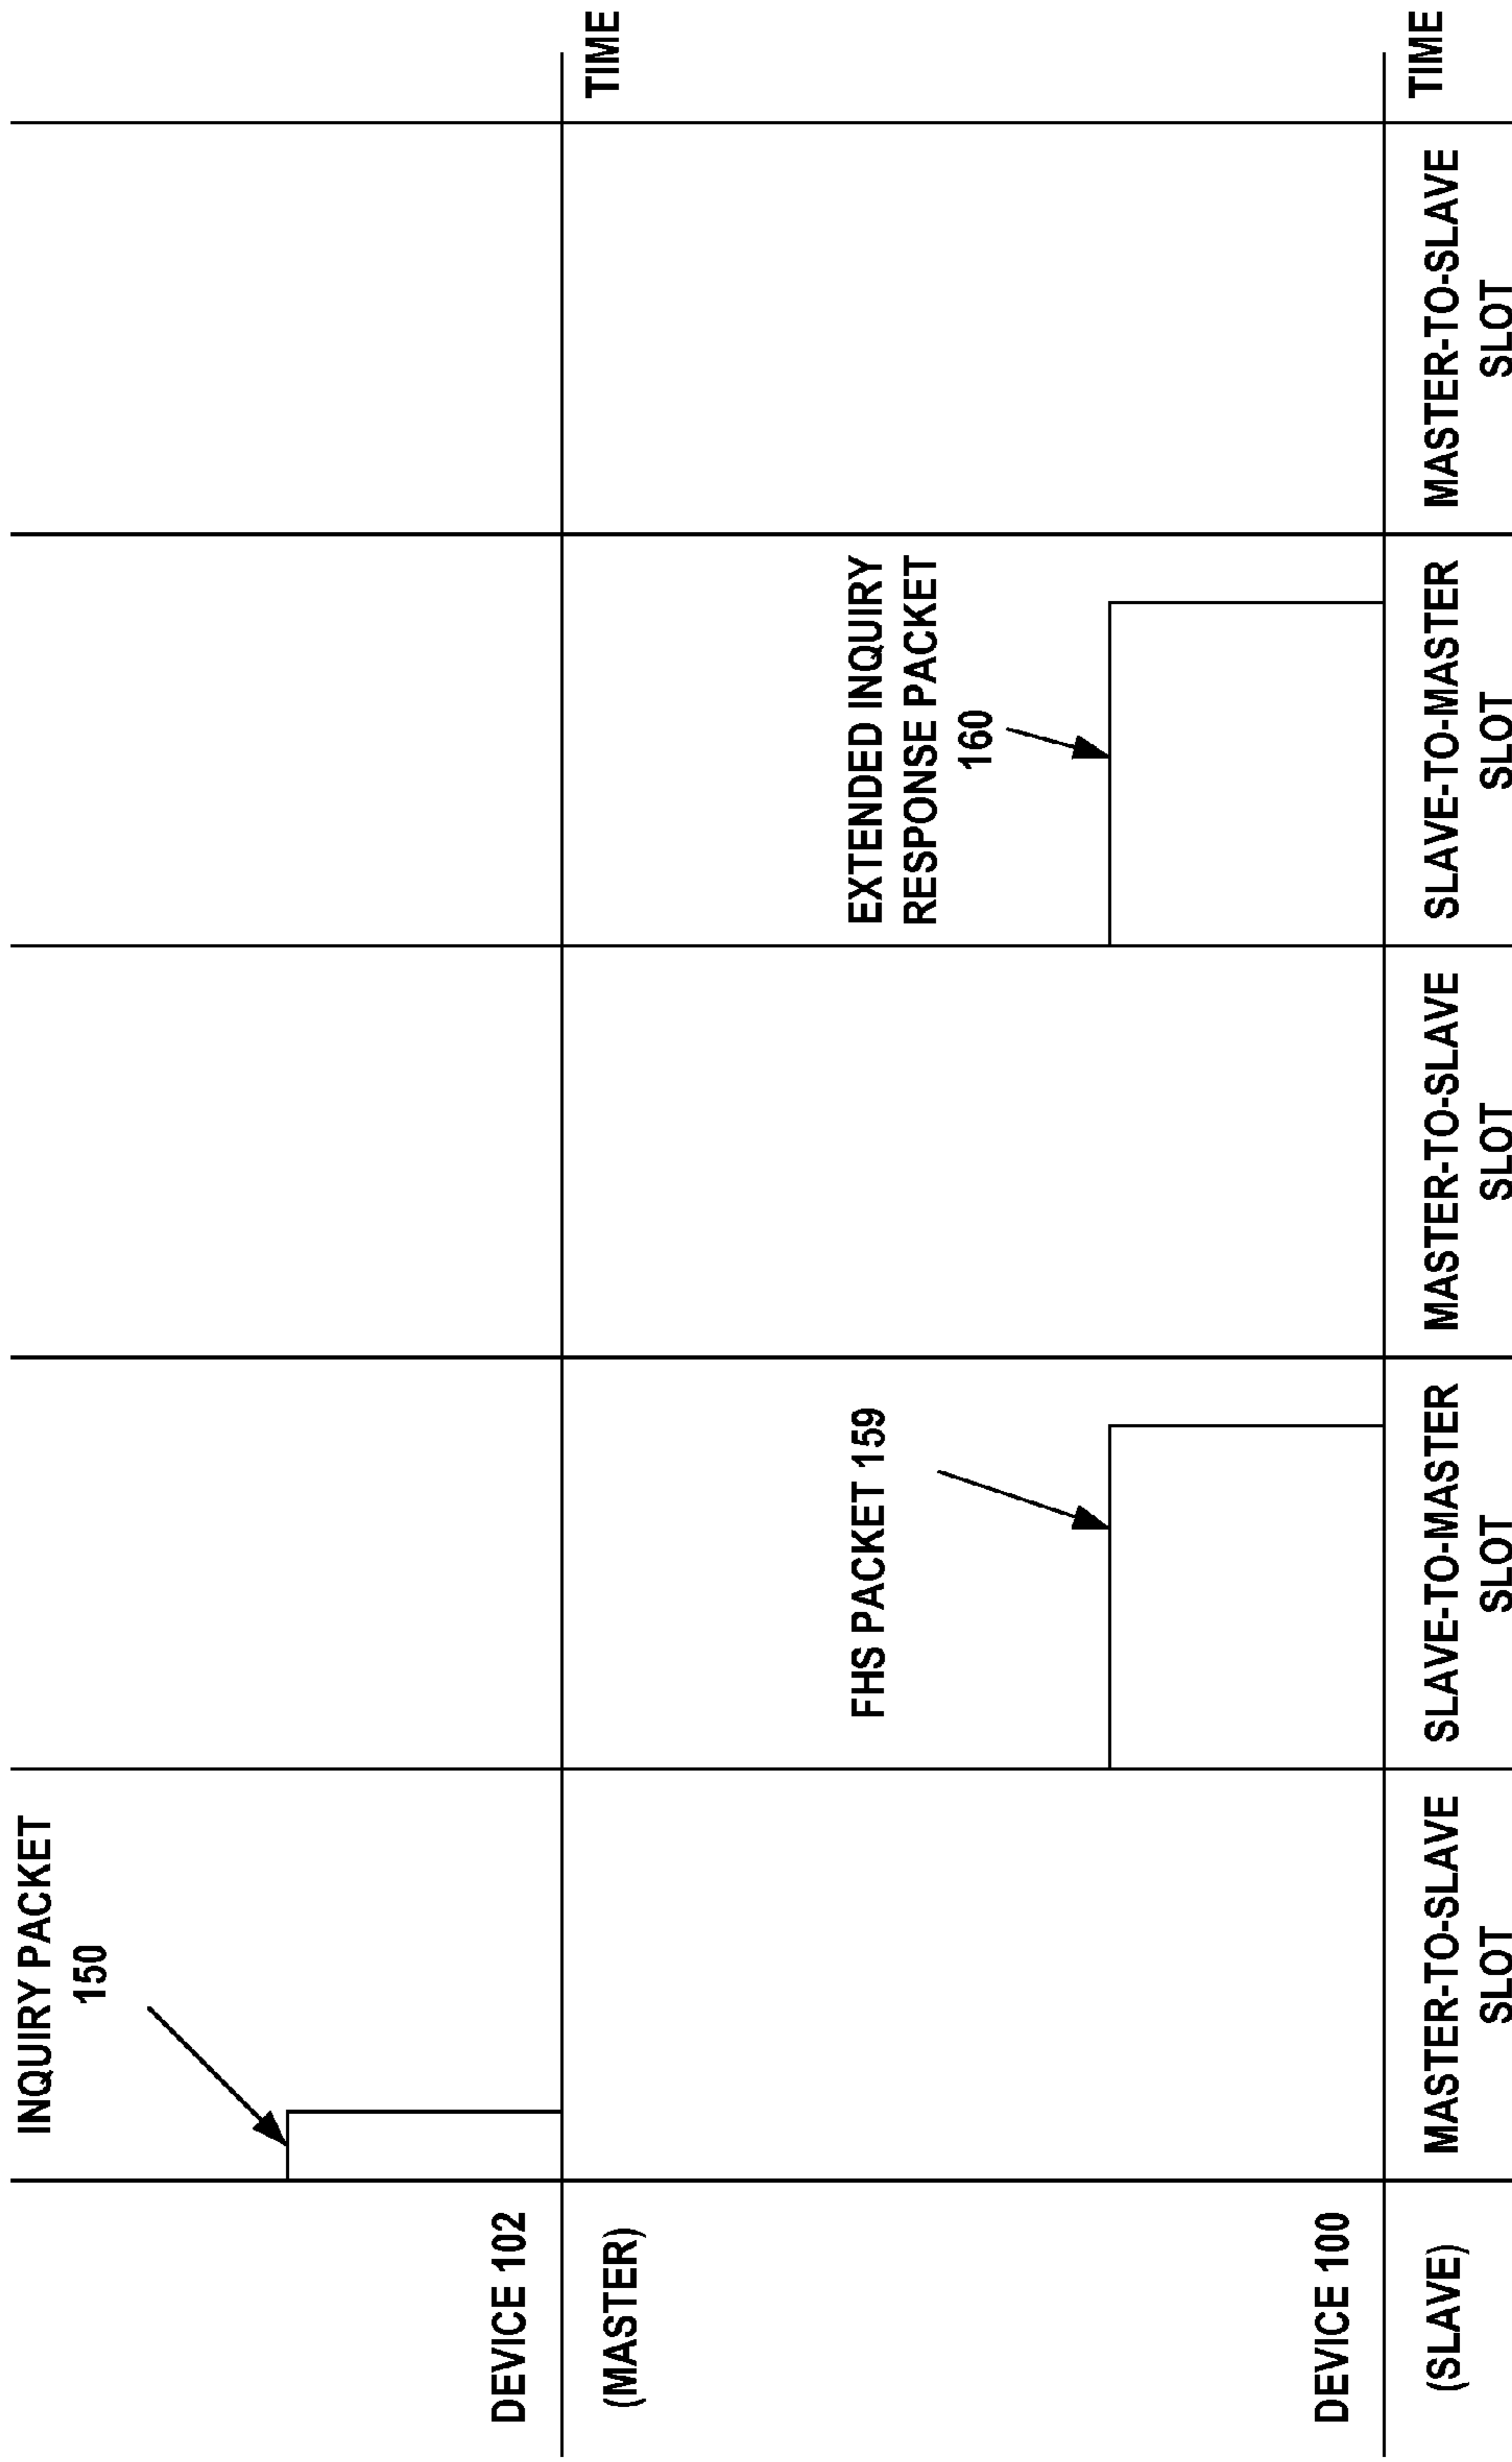 INQUIRY PACKET
150
DEVICE 102
(MASTER)
TIME
FHS PACKET 159
EXTENDED INQUIRY
RESPONSE PACKET
160
DEVICE 100
(SLAVE)
TIME
MASTER-TO-SLAVE
SLOT
SLAVE-TO-MASTER
SLOT
MASTER-TO-SLAVE
SLOT
SLAVE-TO-MASTER
SLOT
MASTER-TO-SLAVE
SLOT